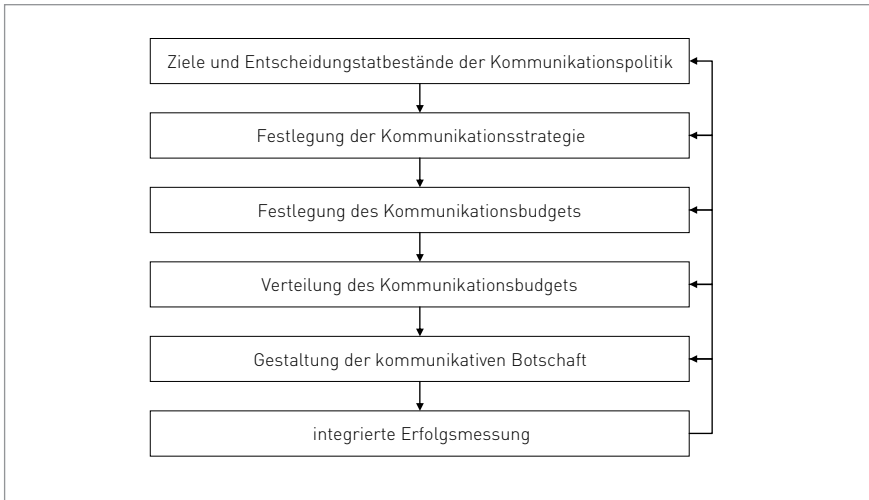 Ziele und Entscheidungstatbestände der Kommunikationspolitik
Festlegung der Kommunikationsstrategie
Festlegung des Kommunikationsbudgets
Verteilung des Kommunikationsbudgets
Gestaltung der kommunikativen Botschaft
integrierte Erfolgsmessung